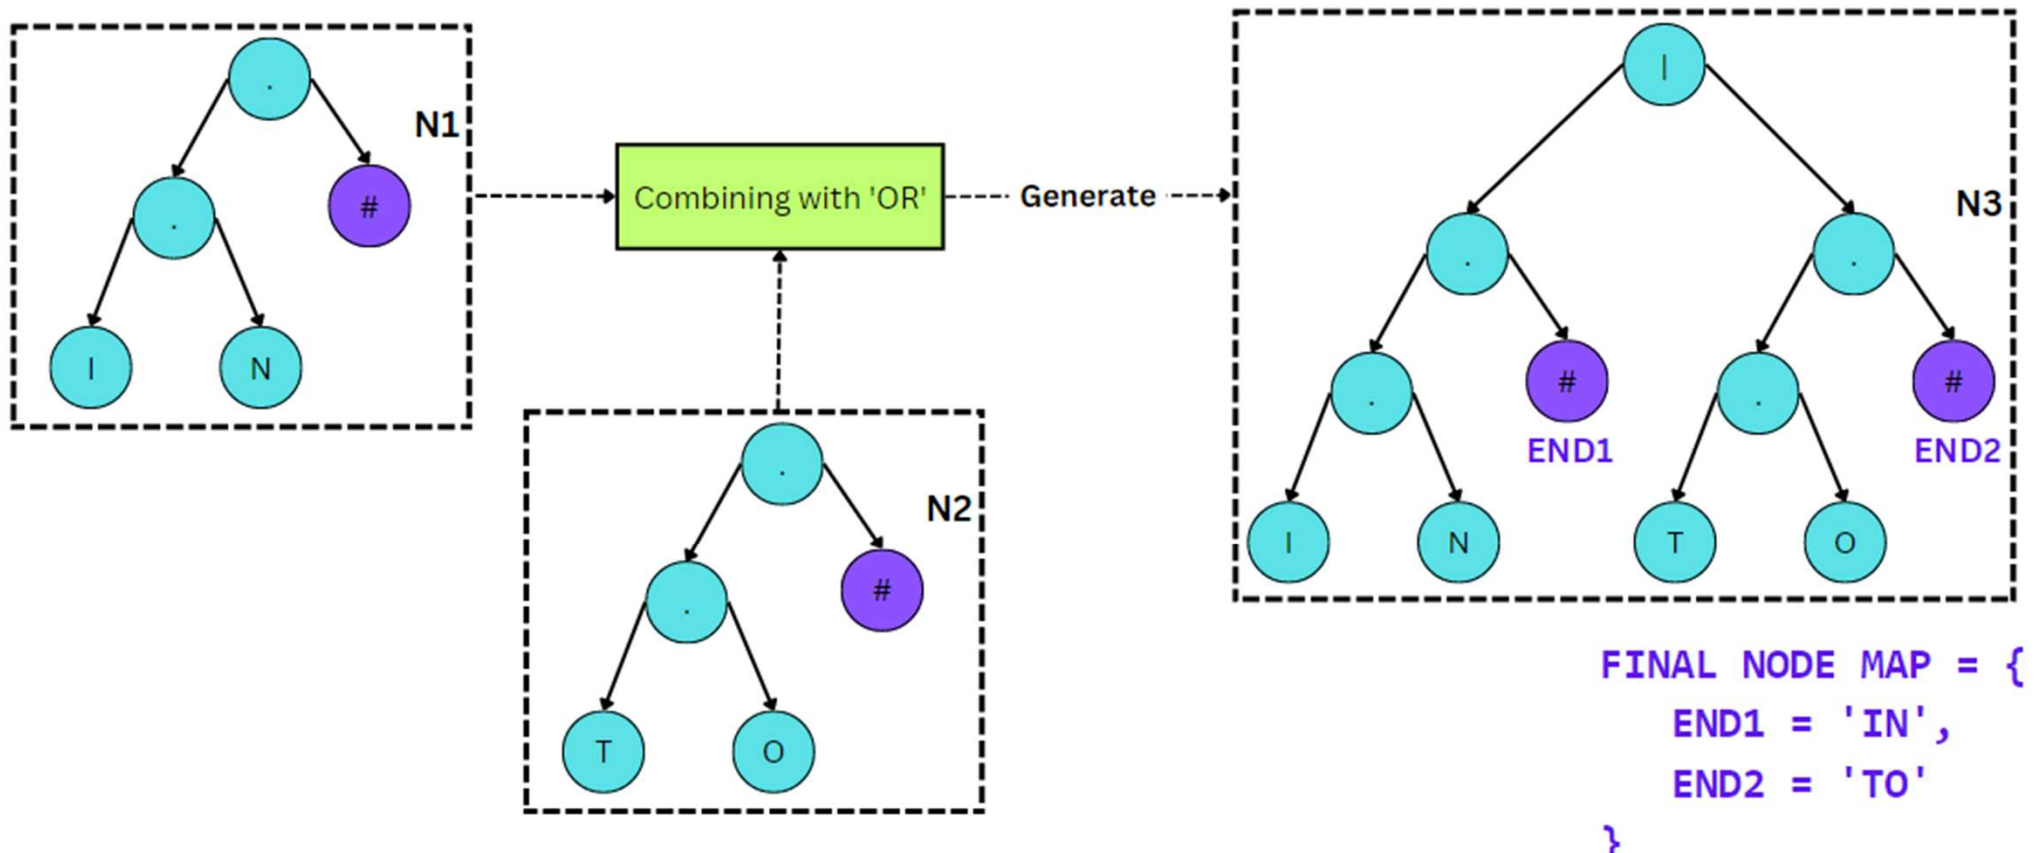 .
N1
.
#
I
N
Combining with 'OR'
Generate
.
N2
.
#
T
O
|
N3
.
.
.
#
.
#
END1
END2
I
N
T
O
FINAL NODE MAP = {
END1 = 'IN',
END2 = 'TO'
}